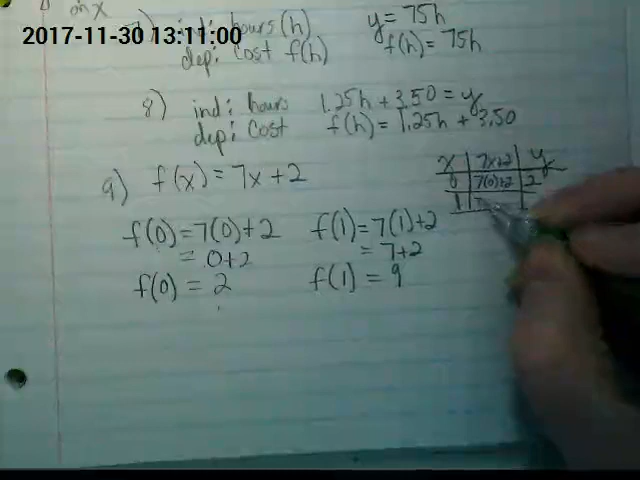 on x
2017-11-30 13:11:00
ind: hours (h)
dep: cost f(h)
y = 75h
f(h) = 75h
8) ind: hours 1.25h + 3.50 = y
dep: cost f(h) = 1.25h + 3.50
9) f(x) = 7x + 2
x 7x+2 y
0 7(0)+2 2
1 7
f(0) = 7(0) + 2 f(1) = 7(1) + 2
= 0 + 2 = 7 + 2
f(0) = 2 f(1) = 9